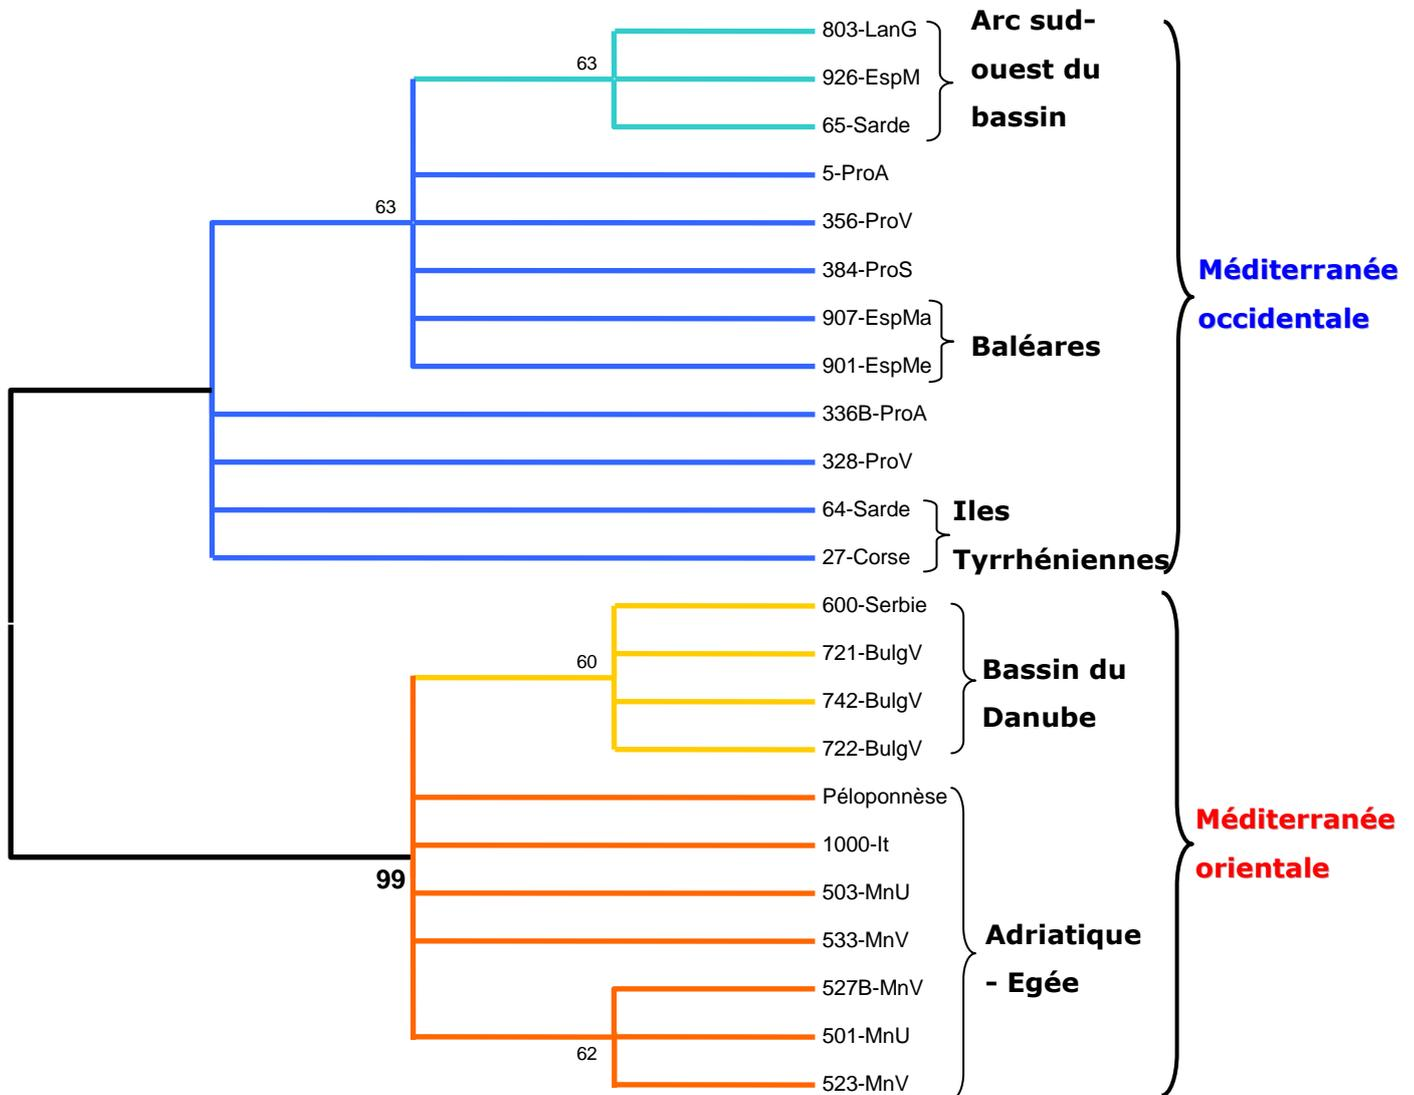 803-LanG
926-EspM
65-Sarde
Arc sud-
ouest du
bassin
63
5-ProA
356-ProV
63
384-ProS
907-EspMa
901-EspMe
Baléares
Méditerranée
occidentale
336B-ProA
328-ProV
64-Sarde
27-Corse
Iles
Tyrrhéniennes
600-Serbie
721-BulgV
742-BulgV
722-BulgV
60
Bassin du
Danube
Péloponnèse
1000-It
503-MnU
99
533-MnV
527B-MnV
501-MnU
523-MnV
62
Adriatique
- Egée
Méditerranée
orientale